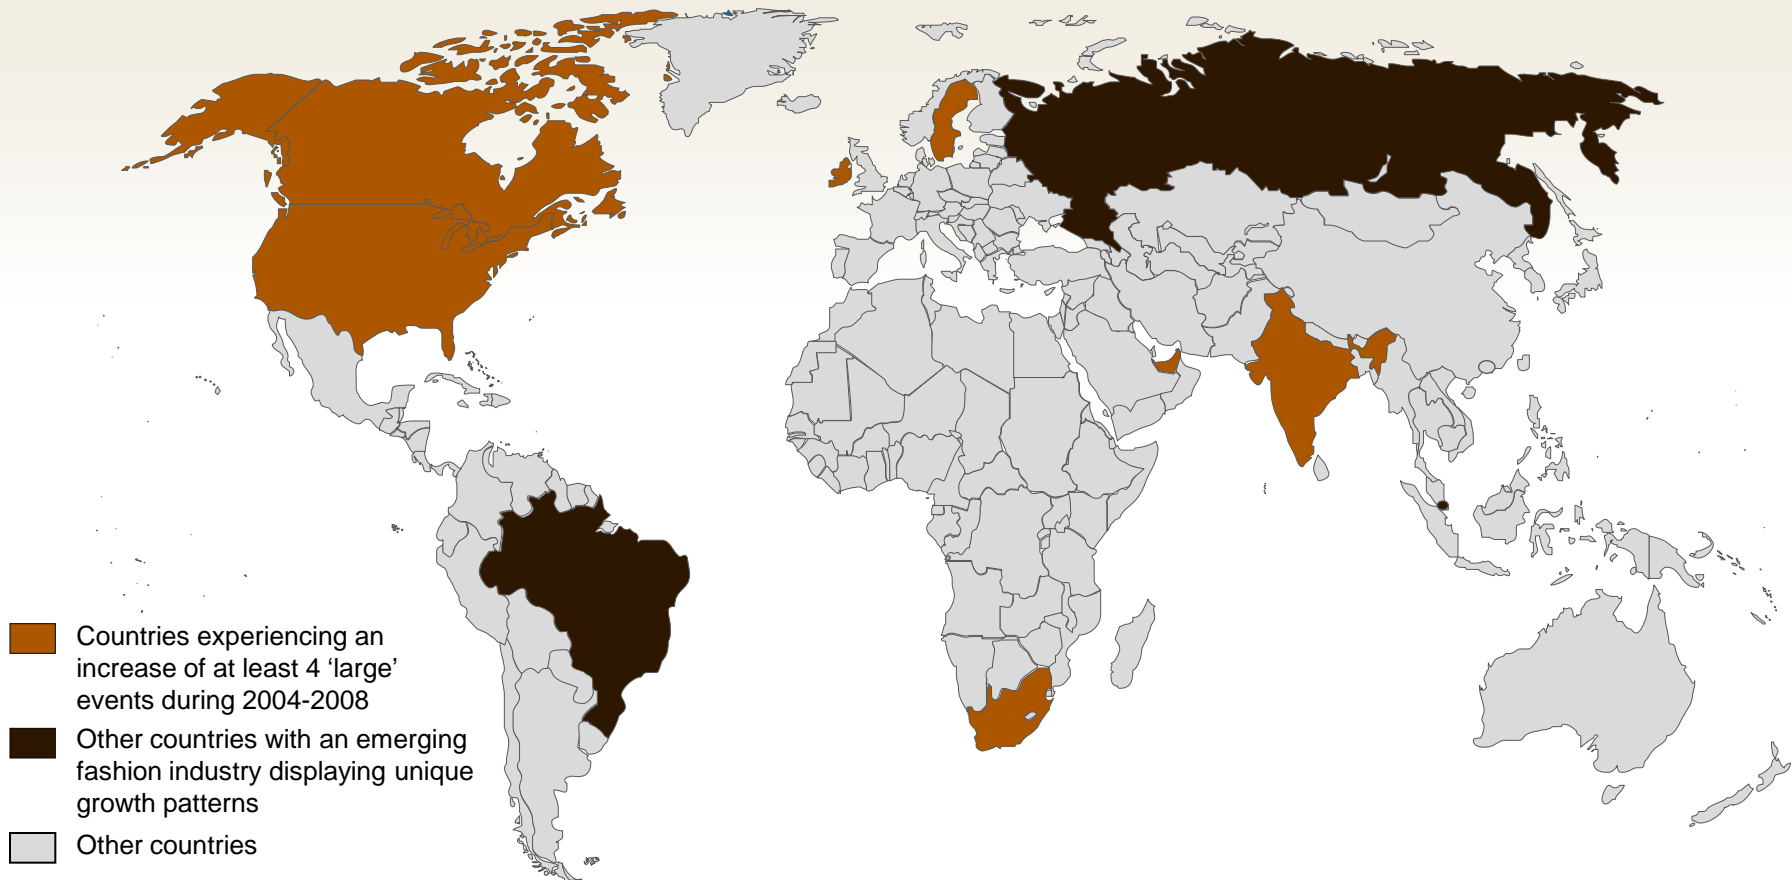 Countries experiencing an
increase of at least 4 ‘large’
events during 2004-2008
Other countries with an emerging
fashion industry displaying unique
growth patterns
Other countries